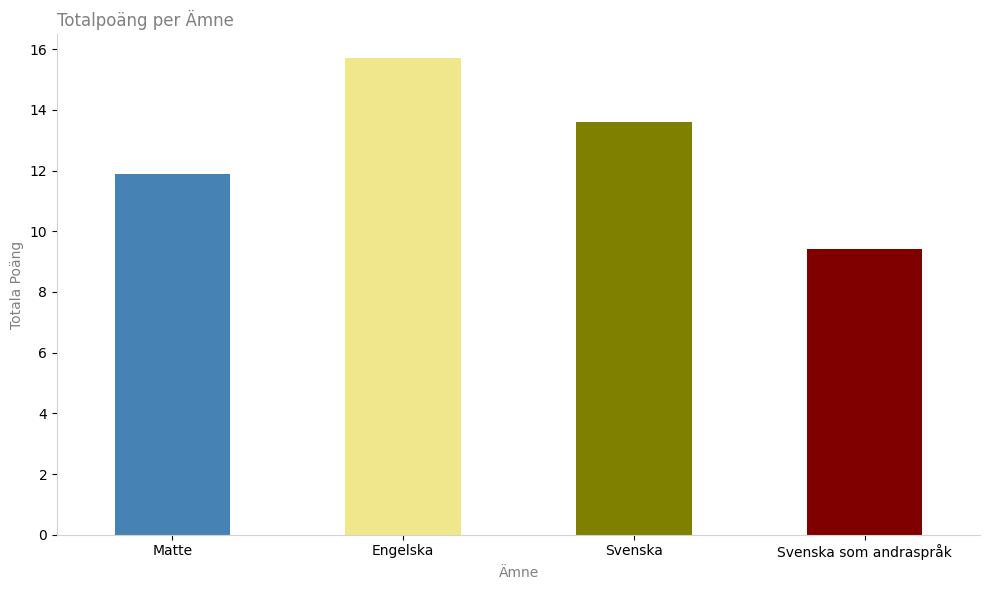 Totalpoäng per Ämne
Totala Poäng
16
14
12
10
8
6
4
2
0
Matte
Engelska
Svenska
Svenska som andraspråk
Ämne